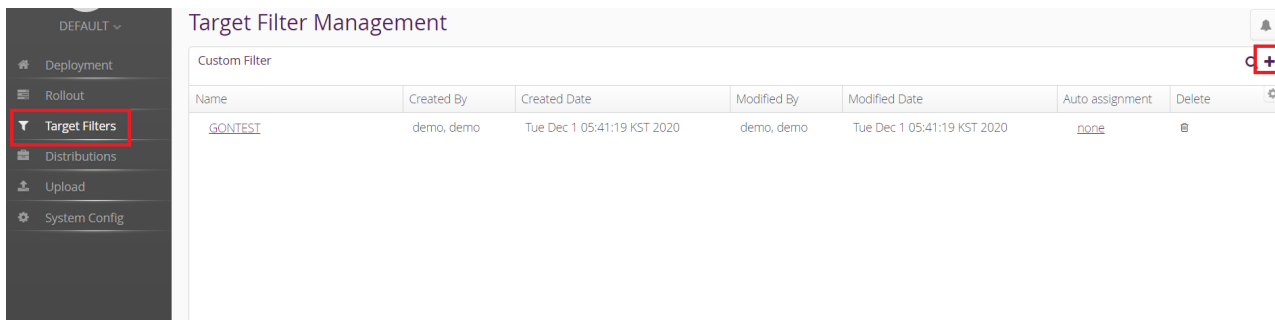 DEFAULT
Target Filter Management
Deployment
Rollout
Target Filters
Distributions
Upload
System Config
Custom Filter
Name Created By Created Date Modified By Modified Date Auto assignment Delete
GONTEST demo, demo Tue Dec 1 05:41:19 KST 2020 demo, demo Tue Dec 1 05:41:19 KST 2020 none